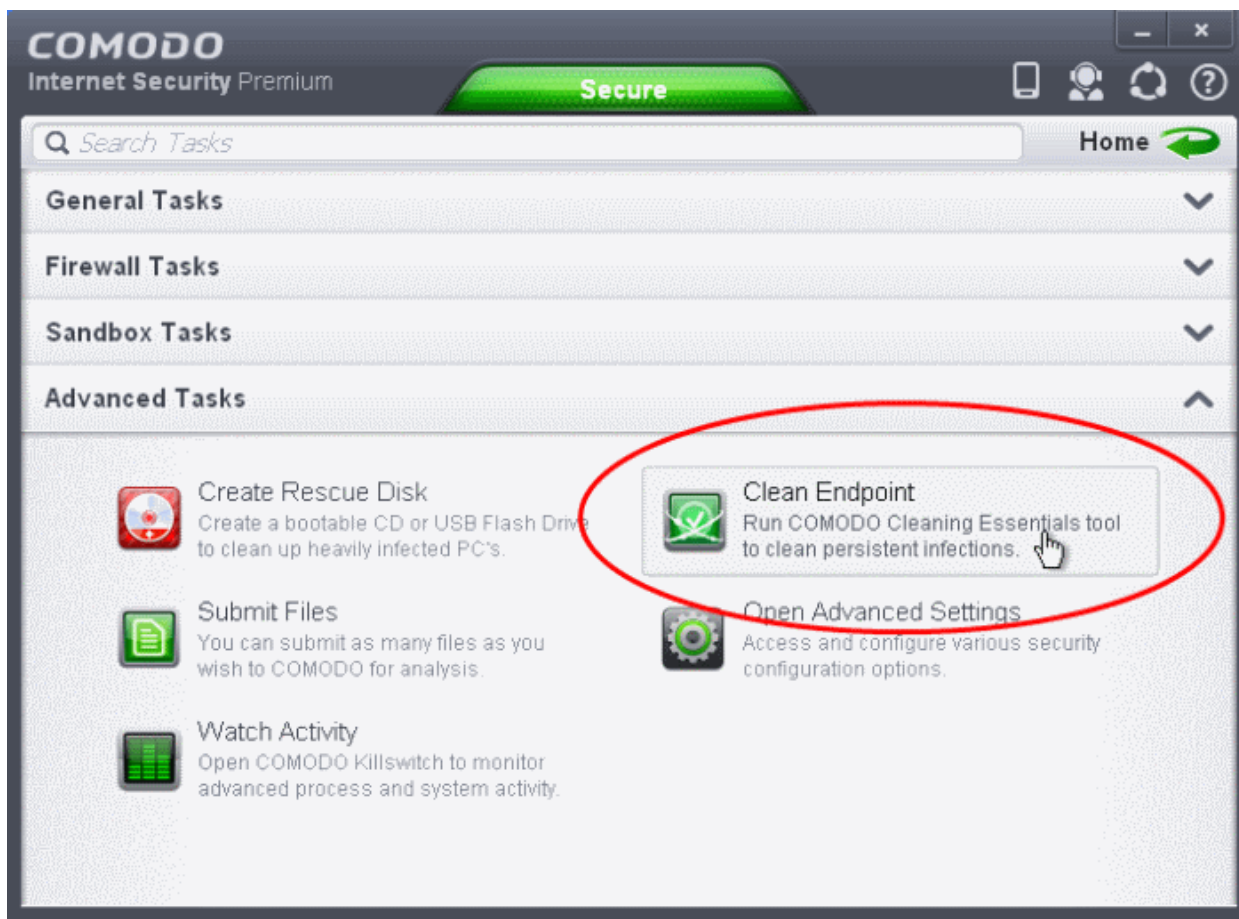 COMODO
Internet Security Premium
Secure
Search Tasks
Home
General Tasks
Firewall Tasks
Sandbox Tasks
Advanced Tasks
Create Rescue Disk
Create a bootable CD or USB Flash Drive
to clean up heavily infected PC's.
Clean Endpoint
Run COMODO Cleaning Essentials tool
to clean persistent infections.
Submit Files
You can submit as many files as you
wish to COMODO for analysis.
Open Advanced Settings
Access and configure various security
configuration options.
Watch Activity
Open COMODO Killswitch to monitor
advanced process and system activity.